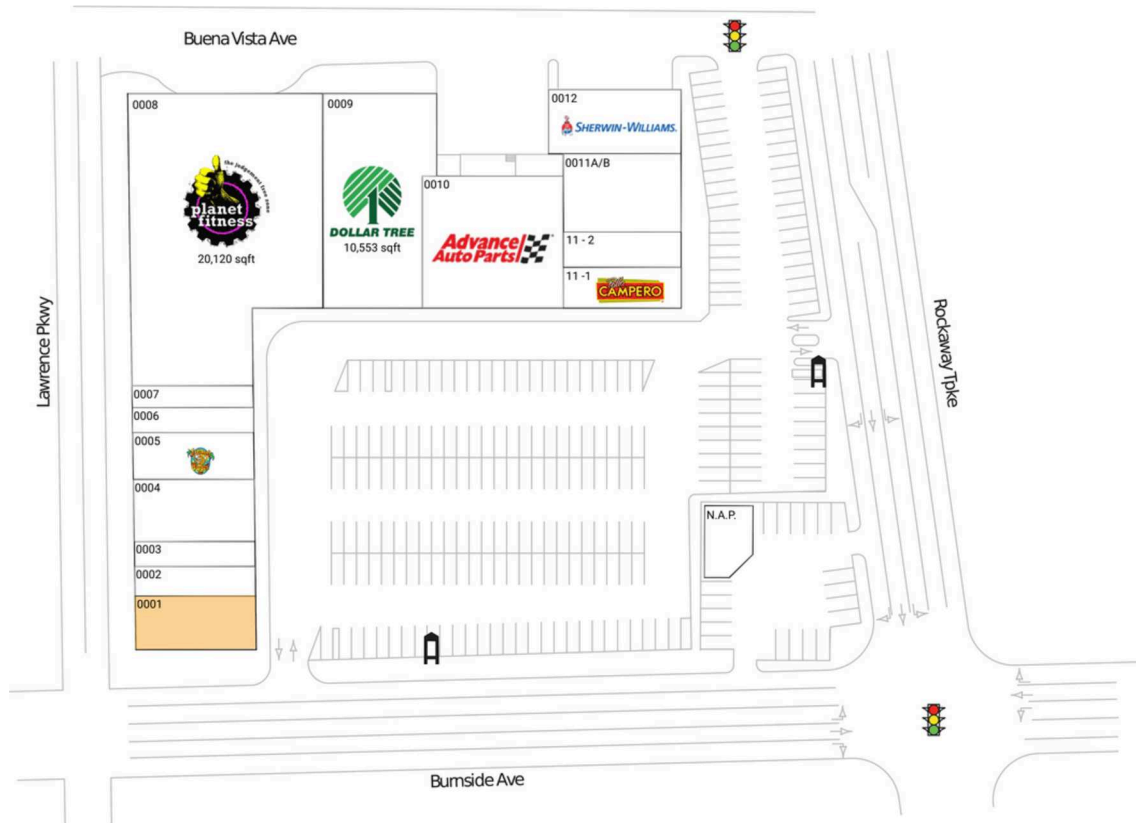 Buena Vista Ave
0008
the judgement free zone
planet
fitness
20,120 sqft
0009
DOLLAR TREE
10,553 sqft
0010
Advance
Auto Parts
0012
SHERWIN-WILLIAMS.
0011A/B
11 - 2
11 -1
Pollo
CAMPERO
Lawrence Pkwy
Rockaway Tpke
0007
0006
0005
0004
0003
0002
0001
N.A.P.
Burnside Ave